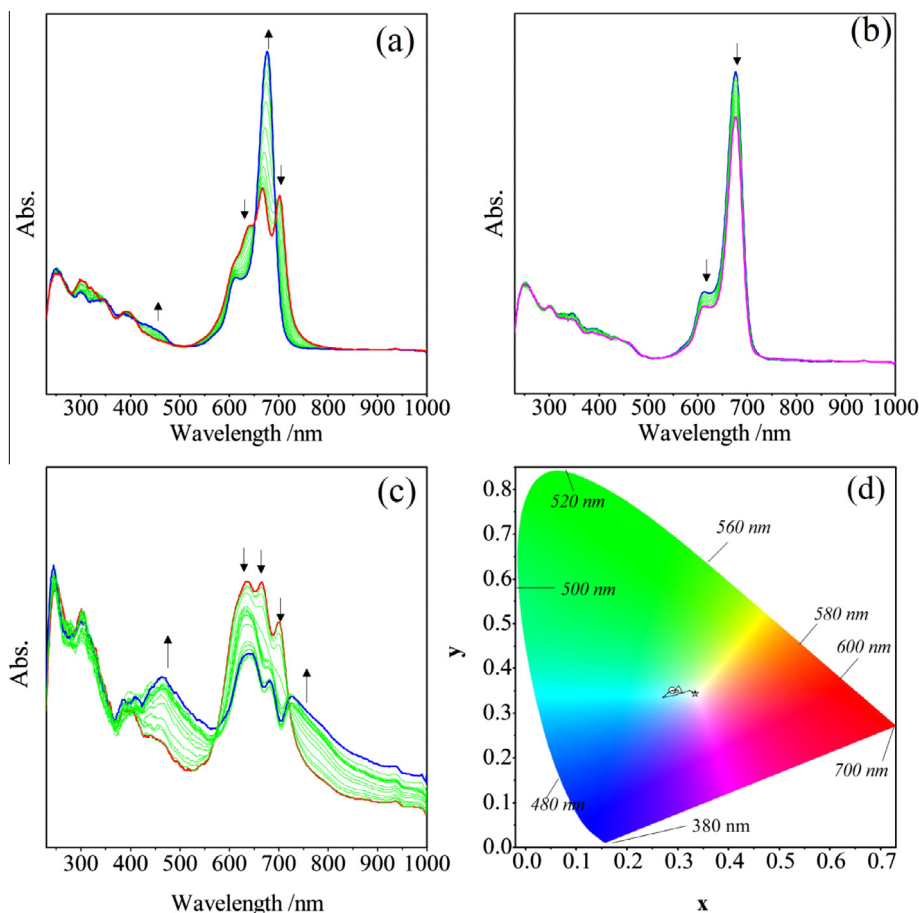 (a)
Abs.
300 400 500 600 700 800 900 1000
Wavelength /nm
(b)
Abs.
300 400 500 600 700 800 900 1000
Wavelength /nm
(c)
Abs.
300 400 500 600 700 800 900 1000
Wavelength /nm
(d)
y
0.8
0.7
0.6
0.5
0.4
0.3
0.2
0.1
0.0
520 nm
560 nm
500 nm
580 nm
600 nm
700 nm
480 nm
380 nm
0.0 0.1 0.2 0.3 0.4 0.5 0.6 0.7
x